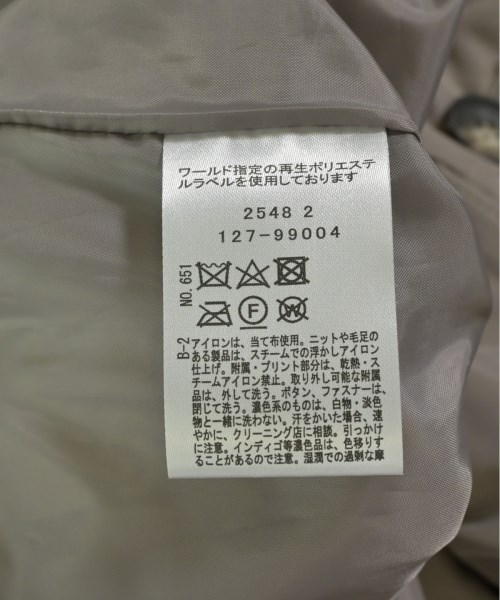 ワールド指定の再生ポリエステ
ルラベルを使用しております
2548 2
127-99004
NO.651
F
W
B-2
アイロンは、当て布使用。ニットや毛足の
ある製品は、スチームでの浮かしアイロン
仕上げ。附属・プリント部分は、乾熱・ス
チームアイロン禁止。取り外し可能な附属
品は、外して洗う。ボタン、ファスナーは、
閉じて洗う。濃色系のものは、白物・淡色
物と一緒に洗わない。汗をかいた場合、速
やかに、クリーニング店に相談。引っかけ
に注意。インディゴ等濃色品は、色移りす
ることがあるので注意。湿潤での過剰な摩